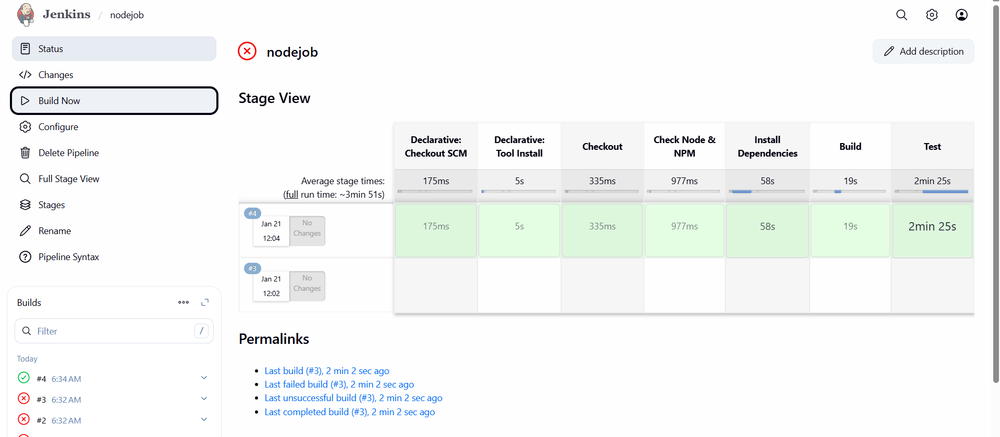 Jenkins / nodejob
Status
Changes
Build Now
Configure
Delete Pipeline
Full Stage View
Stages
Rename
Pipeline Syntax
Builds
Filter
/
Today
#4 6:34 AM
#3 6:32 AM
#2 6:32 AM
nodejob
Add description
Stage View
Declarative:
Checkout SCM
Declarative:
Tool Install
Checkout
Check Node &
NPM
Install
Dependencies
Build
Test
Average stage times:
(full run time: ~3min 51s)
175ms
5s
335ms
977ms
58s
19s
2min 25s
#4
Jan 21
12:04
No
Changes
175ms
5s
335ms
977ms
58s
19s
2min 25s
#3
Jan 21
12:02
No
Changes
Permalinks
Last build (#3), 2 min 2 sec ago
Last failed build (#3), 2 min 2 sec ago
Last unsuccessful build (#3), 2 min 2 sec ago
Last completed build (#3), 2 min 2 sec ago